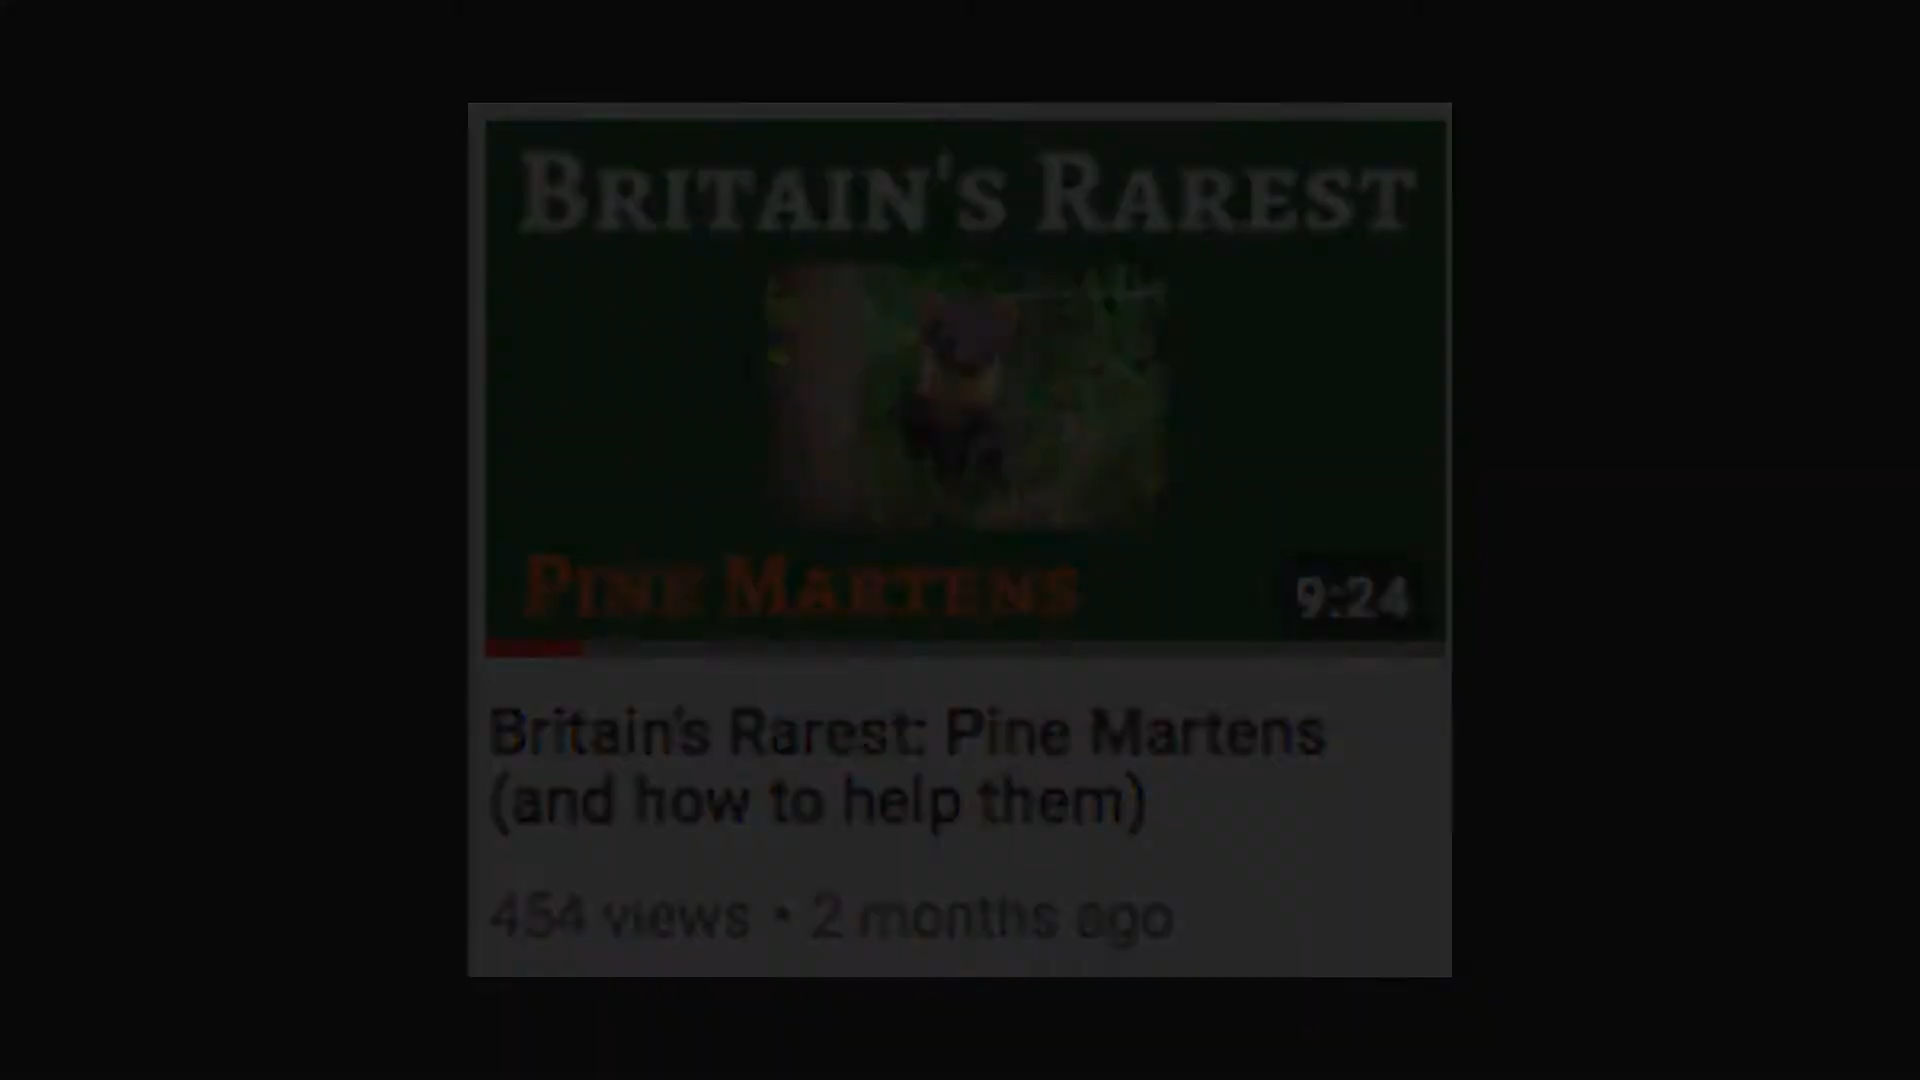 BRITAIN'S RAREST
PINE MARTENS
9:24
Britain's Rarest: Pine Martens
(and how to help them)
454 views • 2 months ago